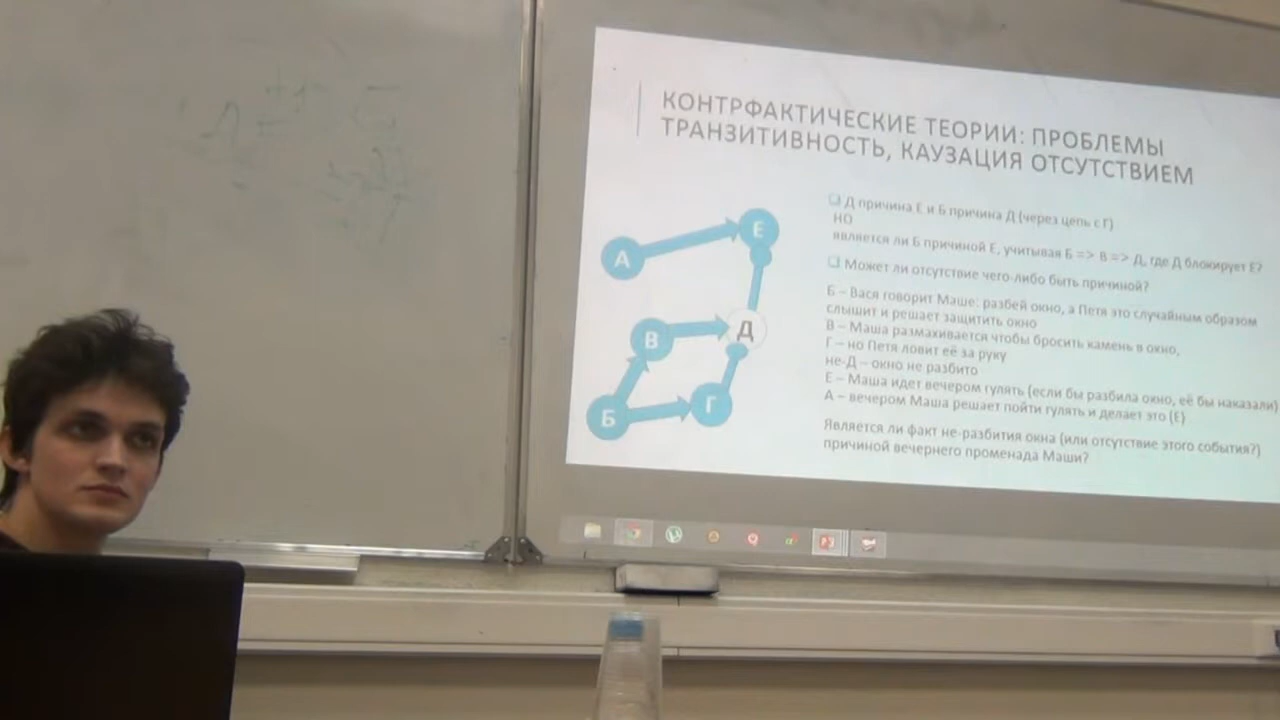 КОНТРФАКТИЧЕСКИЕ ТЕОРИИ: ПРОБЛЕМЫ
ТРАНЗИТИВНОСТЬ, КАУЗАЦИЯ ОТСУТСТВИЕМ
Д причина Е и Б причина Д (через цепь с Г)
НО
является ли Б причиной Е, учитывая Б => В => Д, где Д блокирует Е?
Может ли отсутствие чего-либо быть причиной?
Б – Вася говорит Маше: разбей окно, а Петя это случайным образом
слышит и решает защитить окно
В – Маша размахивается чтобы бросить камень в окно,
Г – но Петя ловит её за руку
не-Д – окно не разбито
Е – Маша идет вечером гулять (если бы разбила окно, её бы наказали)
А – вечером Маша решает пойти гулять и делает это (Е)
Является ли факт не-разбития окна (или отсутствие этого события?)
причиной вечернего променада Маши?
Е
А
Д
В
Г
Б